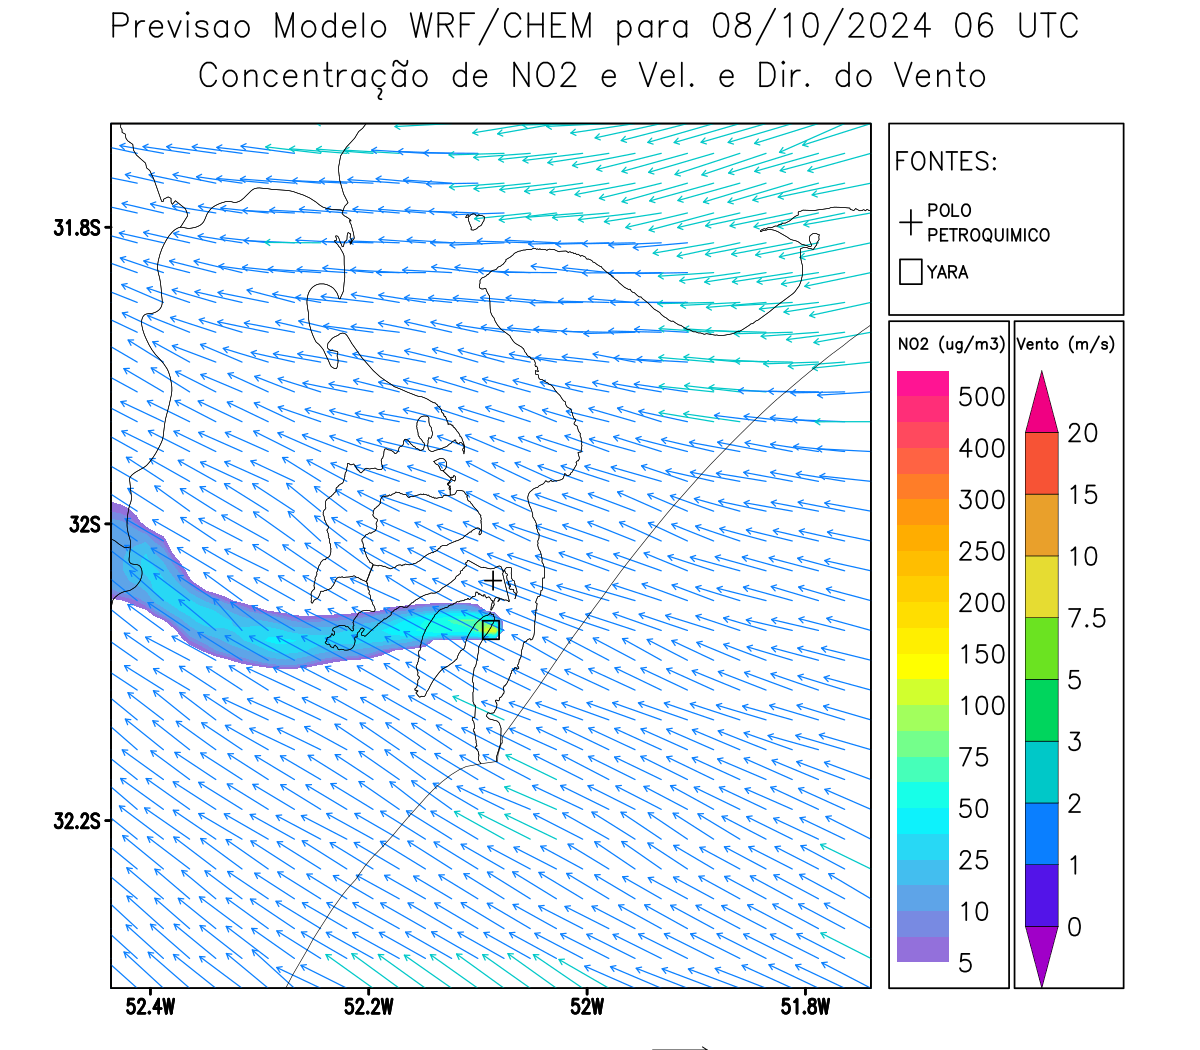 Previsao Modelo WRF/CHEM para 08/10/2024 06 UTC
Concentração de NO2 e Vel. e Dir. do Vento
FONTES:
POLO
PETROQUIMICO
YARA
NO2 (ug/m3)
500
400
300
250
200
150
100
75
50
25
10
5
Vento (m/s)
20
15
10
7.5
5
3
2
1
0
31.8S
32S
32.2S
52.4W
52.2W
52W
51.8W